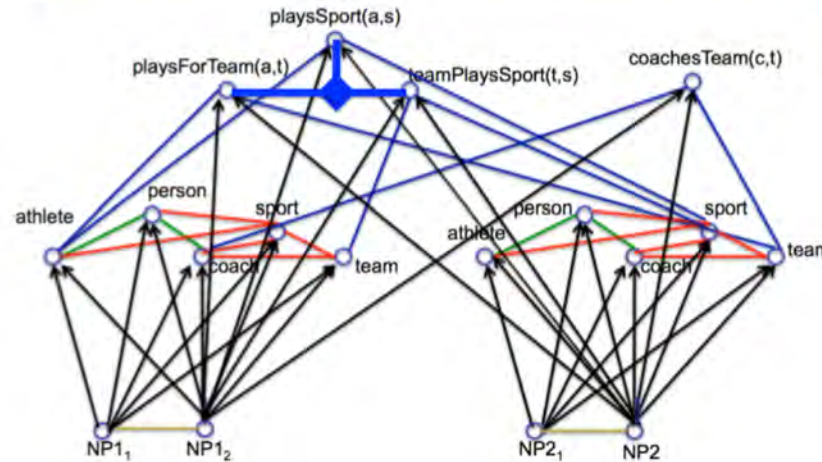 playsSport(a,s)
playsForTeam(a,t)
teamPlaysSport(t,s)
coachesTeam(c,t)
person
sport
athlete
coach
team
person
sport
athlete
coach
team
NP1₁
NP1₂
NP2₁
NP2